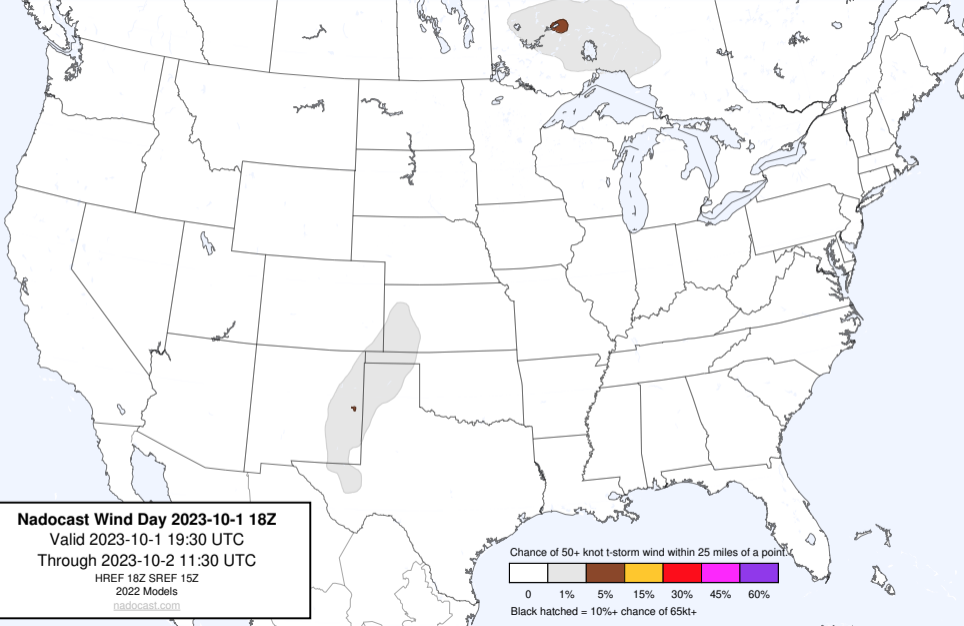 Nadocast Wind Day 2023-10-1 18Z
Valid 2023-10-1 19:30 UTC
Through 2023-10-2 11:30 UTC
HREF 18Z SREF 15Z
2022 Models
nadocast.com
Chance of 50+ knot t-storm wind within 25 miles of a point.
0 1% 5% 15% 30% 45% 60%
Black hatched = 10%+ chance of 65kt+